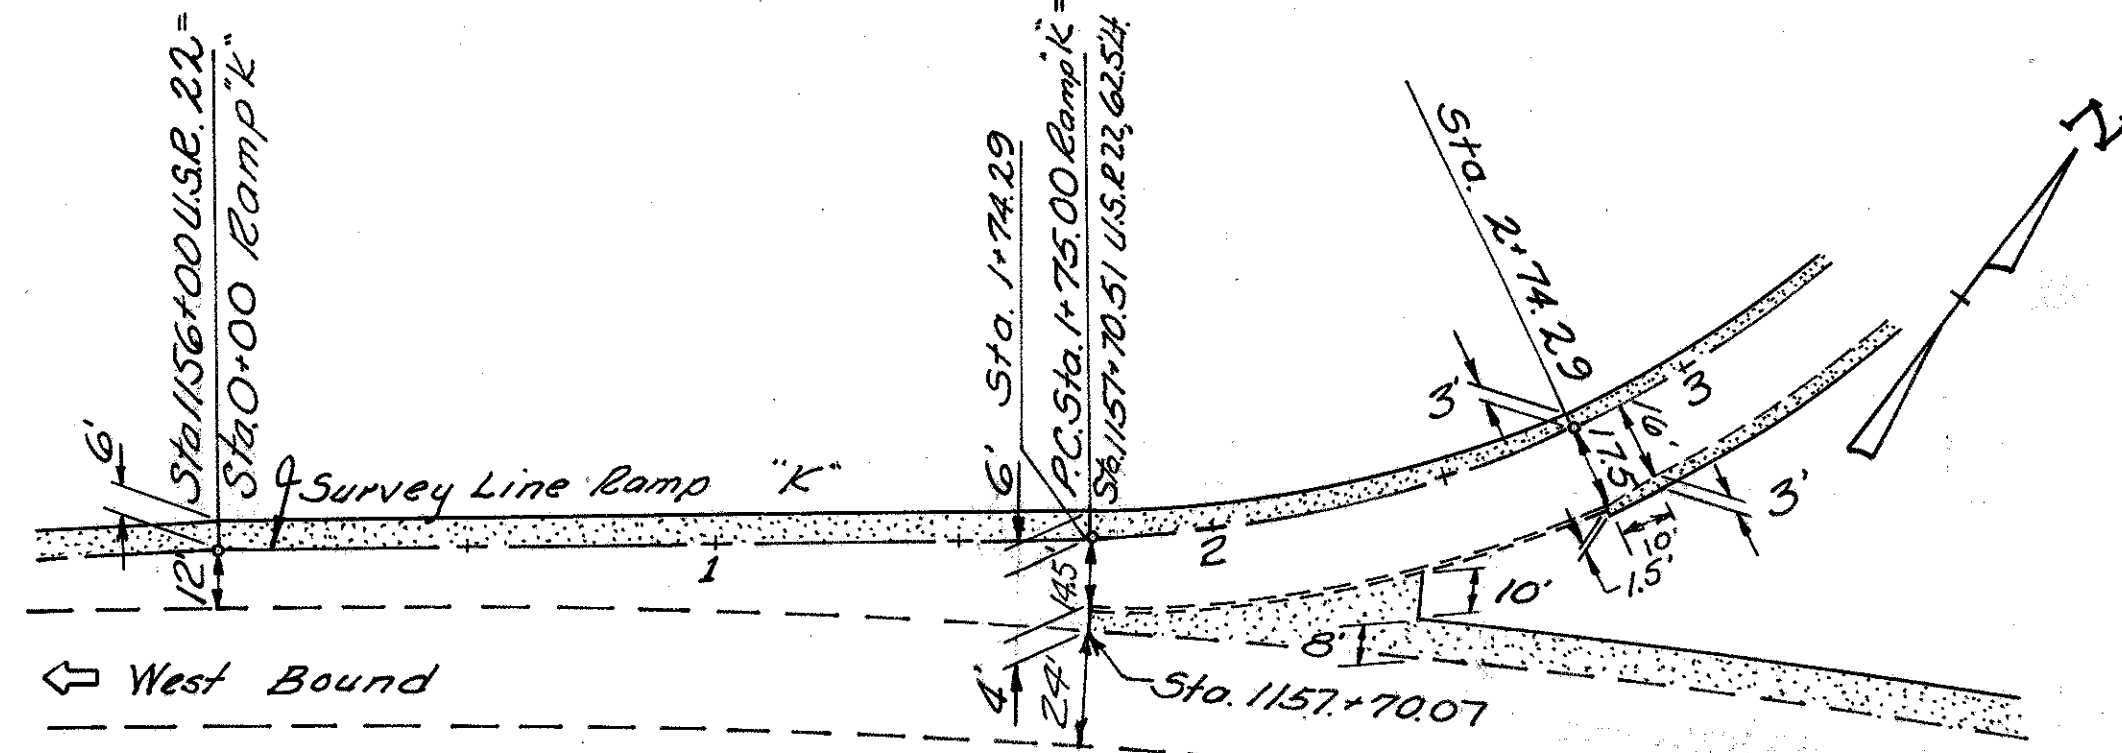 Sta. 1156+00 U.S.R. 22 =
Sta. 0+00 Ramp "K"
6'
12'
Survey Line Ramp "K"
1
6'
Sta. 1+74.29
P.C. Sta. 1+75.00 Ramp "K" =
Sta. 1157+70.51 U.S.R. 22, 62.54'
14.5'
4'
24'
2
Sta. 2+74.29
3'
3
16'
17.5'
3'
10'
1.5'
10'
8'
Sta. 1157+70.07
West Bound
N